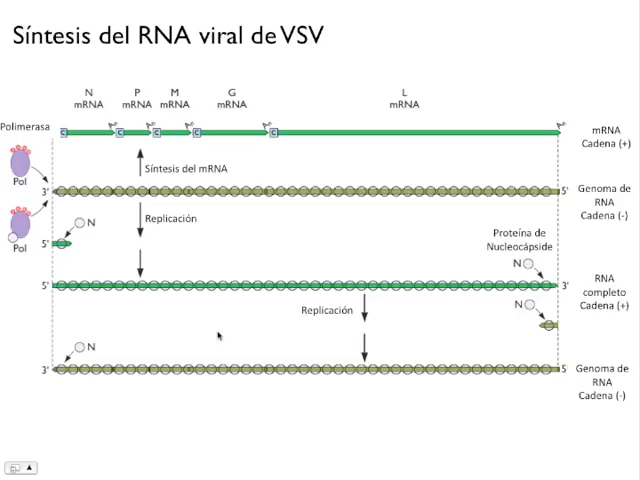 Síntesis del RNA viral de VSV
N mRNA
P mRNA
M mRNA
G mRNA
L mRNA
Polimerasa
C
C
C
C
C
mRNA
Cadena (+)
Síntesis del mRNA
Pol
3'
5'
Genoma de
RNA
Cadena (-)
N
Replicación
Pol
5'
Proteína de
Nucleocápside
N
5'
3'
RNA
completo
Cadena (+)
Replicación
N
N
3'
5
Genoma de
RNA
Cadena (-)